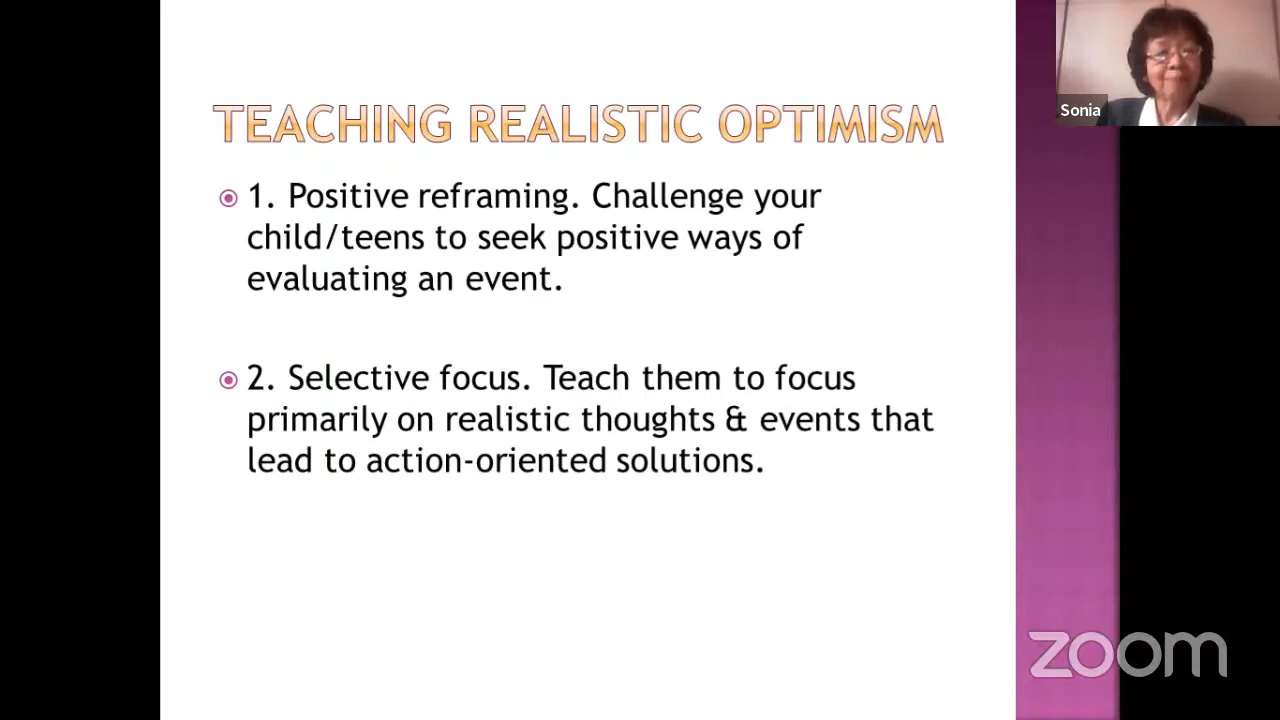 TEACHING REALISTIC OPTIMISM
1. Positive reframing. Challenge your
child/teens to seek positive ways of
evaluating an event.
2. Selective focus. Teach them to focus
primarily on realistic thoughts & events that
lead to action-oriented solutions.
Sonia
zoom